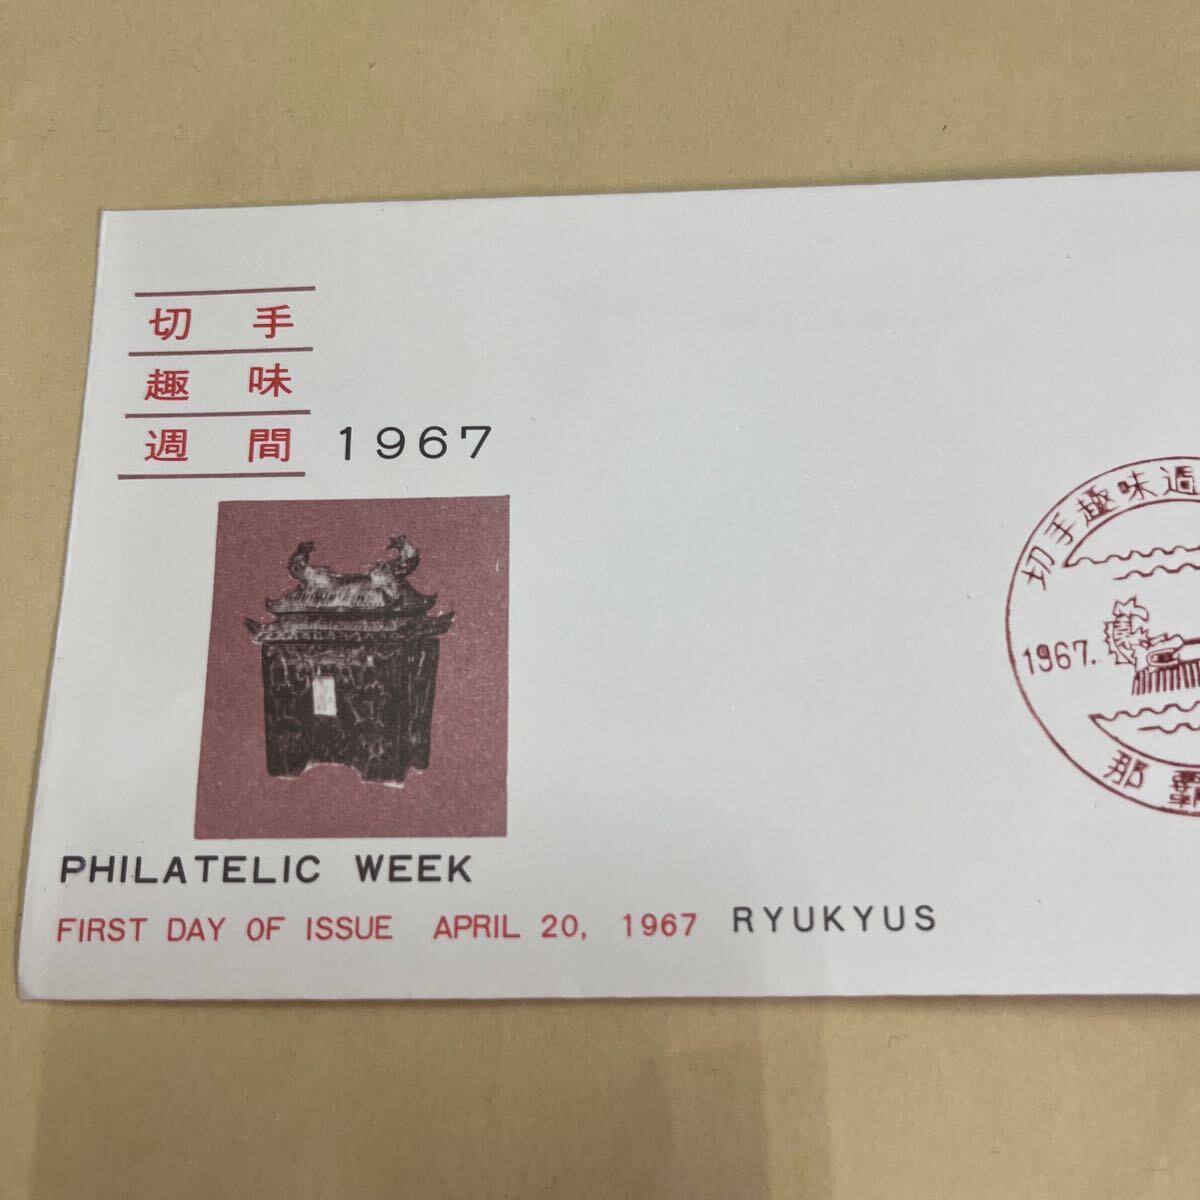 切手
趣味
週間 1967
切手趣味週
1967.
那覇
PHILATELIC WEEK
FIRST DAY OF ISSUE APRIL 20, 1967 RYUKYUS